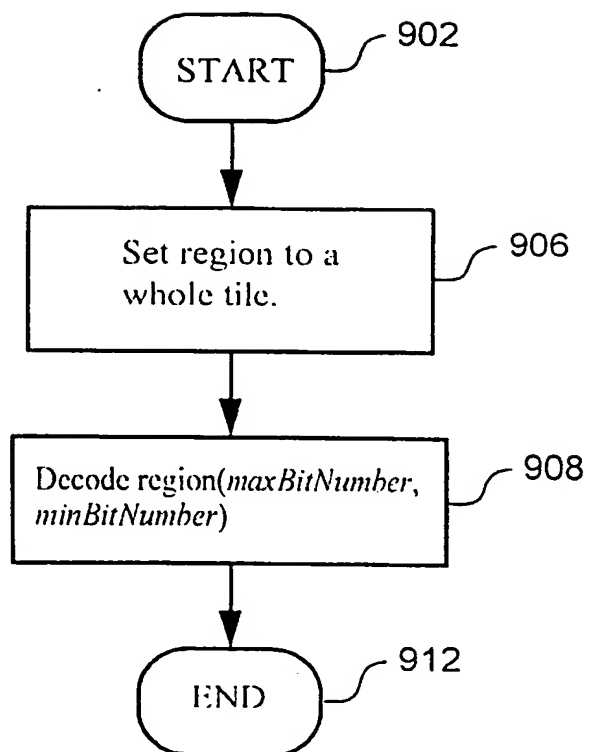 START
902
Set region to a
whole tile.
906
Decode region(maxBitNumber,
minBitNumber)
908
END
912